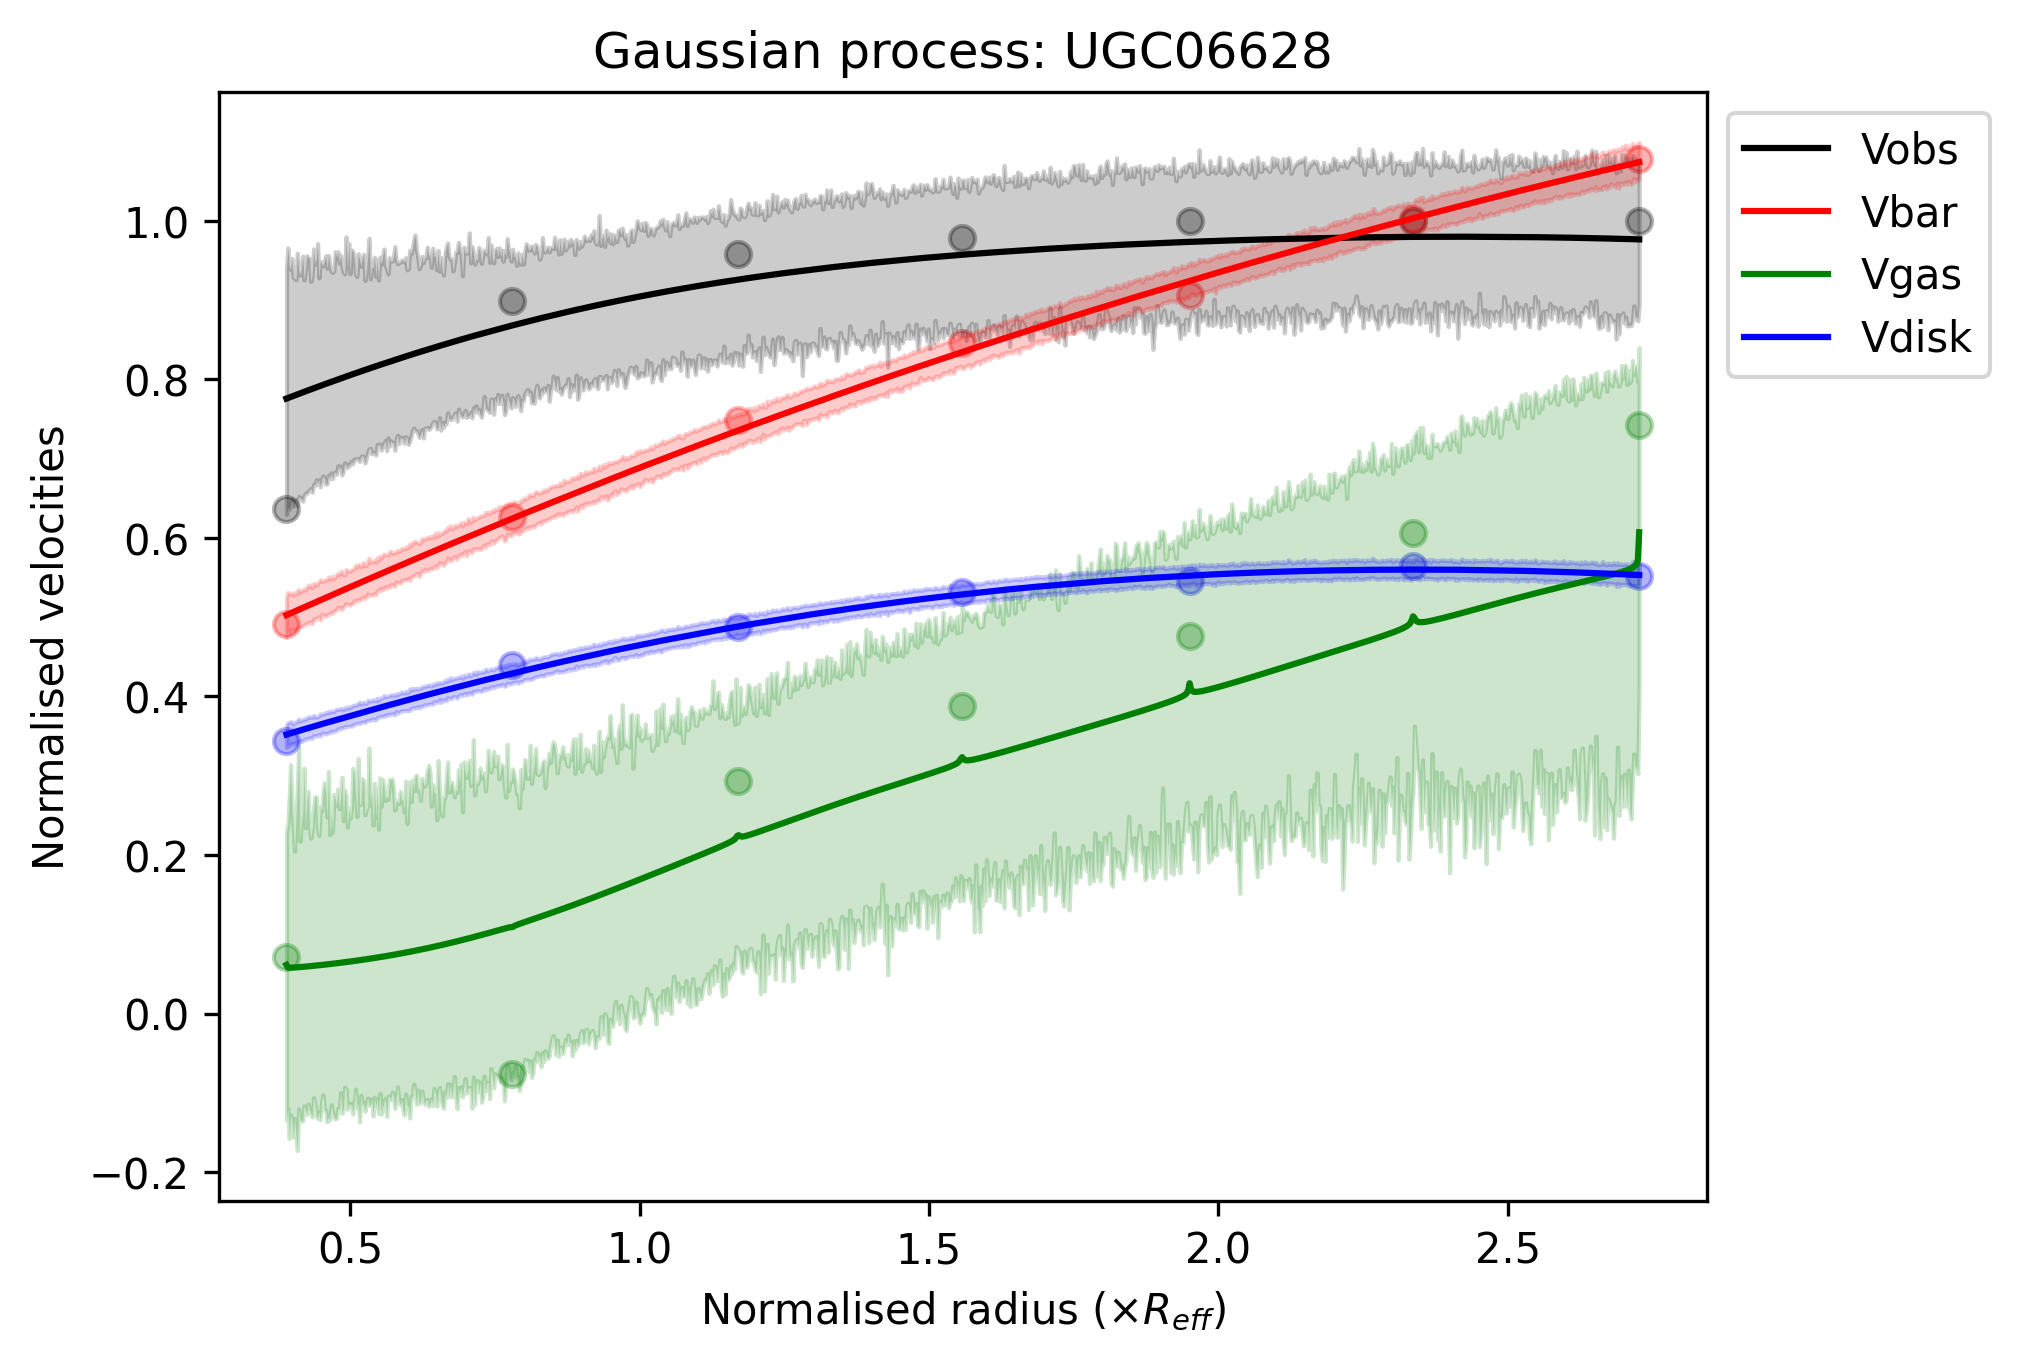 Gaussian process: UGC06628
Vobs
Vbar
Vgas
Vdisk
Normalised velocities
1.0
0.8
0.6
0.4
0.2
0.0
−0.2
0.5 1.0 1.5 2.0 2.5
Normalised radius (×R_eff)